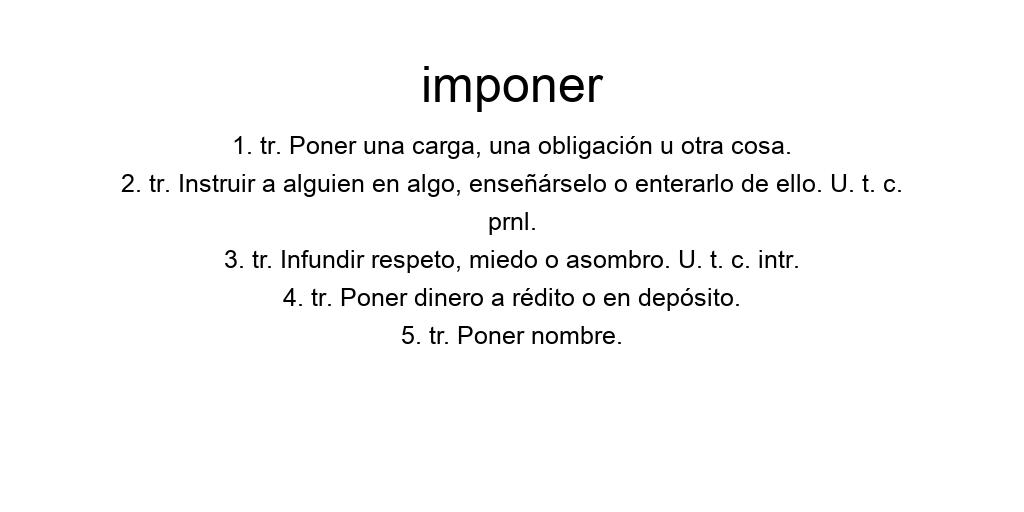 imponer
1. tr. Poner una carga, una obligación u otra cosa.
2. tr. Instruir a alguien en algo, enseñárselo o enterarlo de ello. U. t. c.
prnl.
3. tr. Infundir respeto, miedo o asombro. U. t. c. intr.
4. tr. Poner dinero a rédito o en depósito.
5. tr. Poner nombre.